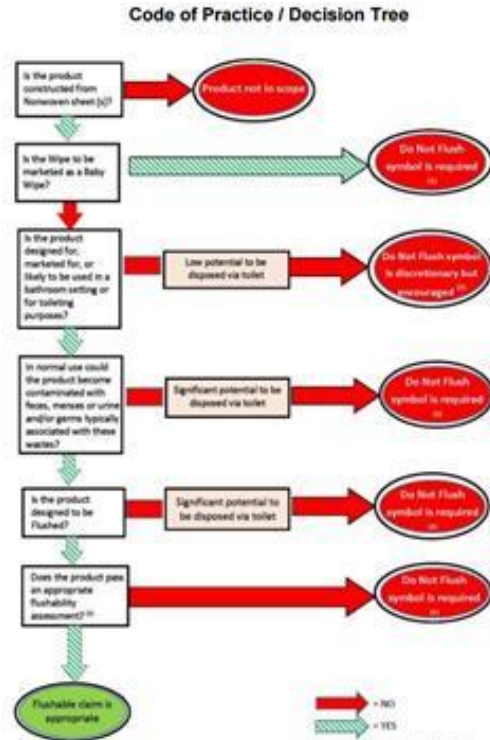 Code of Practice / Decision Tree
Is the product
constructed from
Nonwoven sheet (s)?
Product not in scope
Is the Wipe to be
marketed as a Baby
Wipe?
Do Not Flush
symbol is required
Is the product
designed for,
marketed for, or
likely to be used in a
bathroom setting or
for toileting
purposes?
Low potential to be
disposed via toilet
Do Not Flush symbol
is discretionary but
encouraged
In normal use could
the product become
contaminated with
feces, menses or urine
and/or germs typically
associated with these
wastes?
Significant potential to be
disposed via toilet
Do Not Flush
symbol is required
Is the product
designed to be
Flushed?
Significant potential to
be disposed via toilet
Do Not Flush
symbol is required
Does the product pass
an appropriate
flushability
assessment?
Do Not Flush
symbol is required
Flushable claim is
appropriate
= NO
= YES